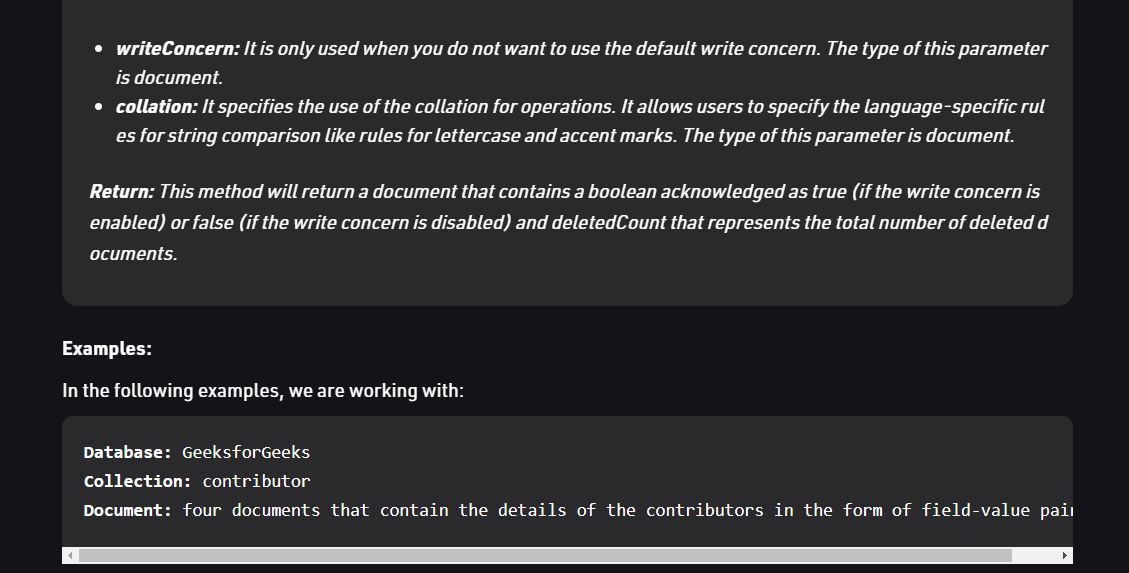 writeConcern: It is only used when you do not want to use the default write concern. The type of this parameter
is document.
collation: It specifies the use of the collation for operations. It allows users to specify the language-specific rul
es for string comparison like rules for lettercase and accent marks. The type of this parameter is document.
Return: This method will return a document that contains a boolean acknowledged as true (if the write concern is
enabled) or false (if the write concern is disabled) and deletedCount that represents the total number of deleted d
ocuments.
Examples:
In the following examples, we are working with:
Database: GeeksforGeeks
Collection: contributor
Document: four documents that contain the details of the contributors in the form of field-value pair